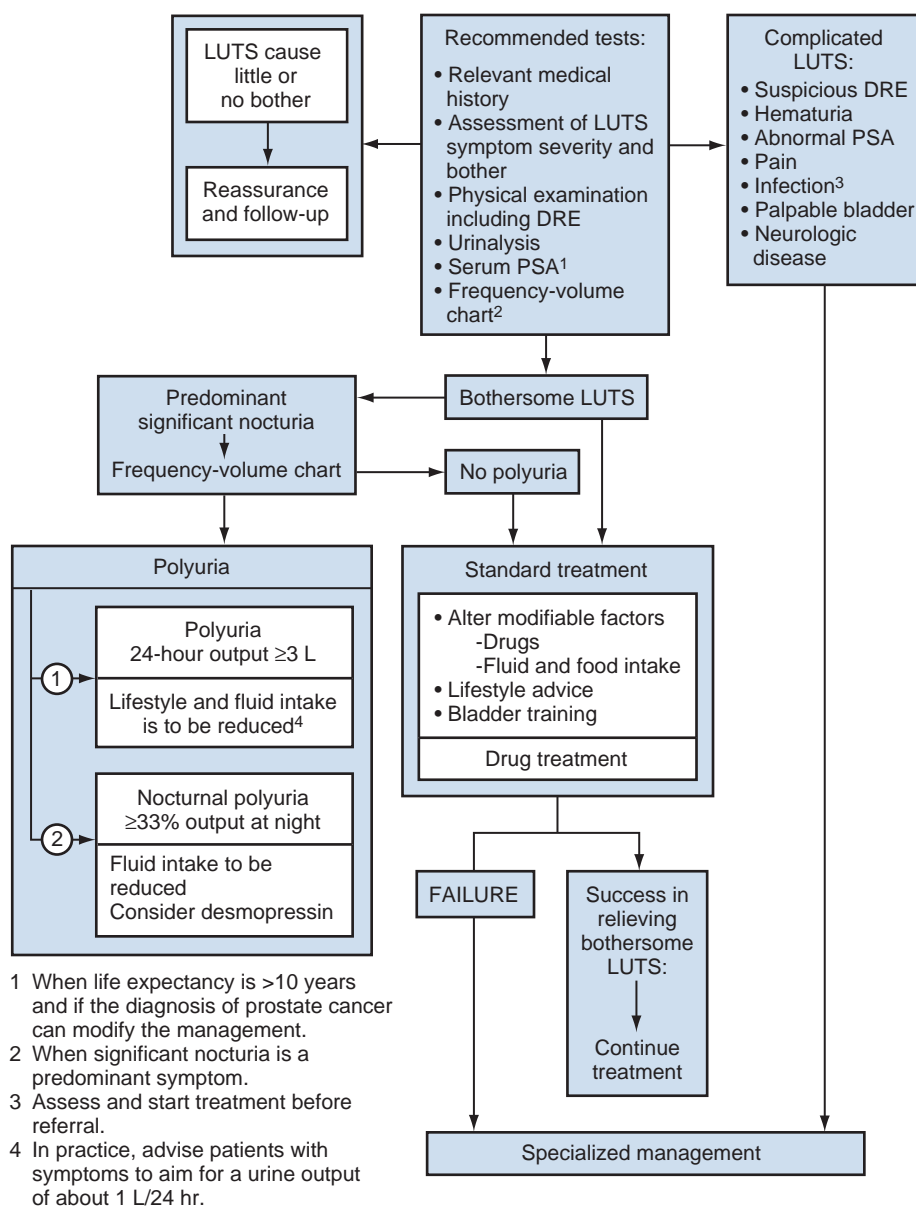 LUTS cause
little or
no bother
Reassurance
and follow-up
Recommended tests:
• Relevant medical
history
• Assessment of LUTS
symptom severity and
bother
• Physical examination
including DRE
• Urinalysis
• Serum PSA1
• Frequency-volume
chart2
Complicated
LUTS:
• Suspicious DRE
• Hematuria
• Abnormal PSA
• Pain
• Infection3
• Palpable bladder
• Neurologic
disease
Predominant
significant nocturia
Frequency-volume chart
Bothersome LUTS
No polyuria
Polyuria
1
Polyuria
24-hour output ≥3 L
Lifestyle and fluid intake
is to be reduced4
2
Nocturnal polyuria
≥33% output at night
Fluid intake to be
reduced
Consider desmopressin
Standard treatment
• Alter modifiable factors
-Drugs
-Fluid and food intake
• Lifestyle advice
• Bladder training
Drug treatment
FAILURE
Success in
relieving
bothersome
LUTS:
Continue
treatment
Specialized management
1 When life expectancy is >10 years
and if the diagnosis of prostate cancer
can modify the management.
2 When significant nocturia is a
predominant symptom.
3 Assess and start treatment before
referral.
4 In practice, advise patients with
symptoms to aim for a urine output
of about 1 L/24 hr.